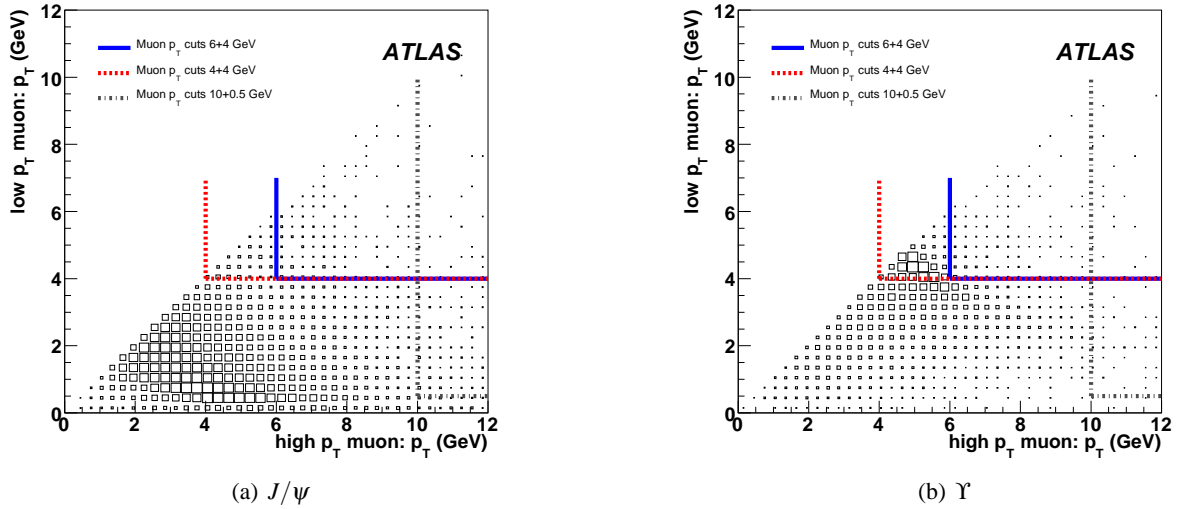 low p_T muon: p_T (GeV)
12
10
8
6
4
2
0
Muon p_T cuts 6+4 GeV
Muon p_T cuts 4+4 GeV
Muon p_T cuts 10+0.5 GeV
ATLAS
0 2 4 6 8 10 12
high p_T muon: p_T (GeV)
(a) J/ψ
low p_T muon: p_T (GeV)
12
10
8
6
4
2
0
Muon p_T cuts 6+4 GeV
Muon p_T cuts 4+4 GeV
Muon p_T cuts 10+0.5 GeV
ATLAS
0 2 4 6 8 10 12
high p_T muon: p_T (GeV)
(b) ϒ